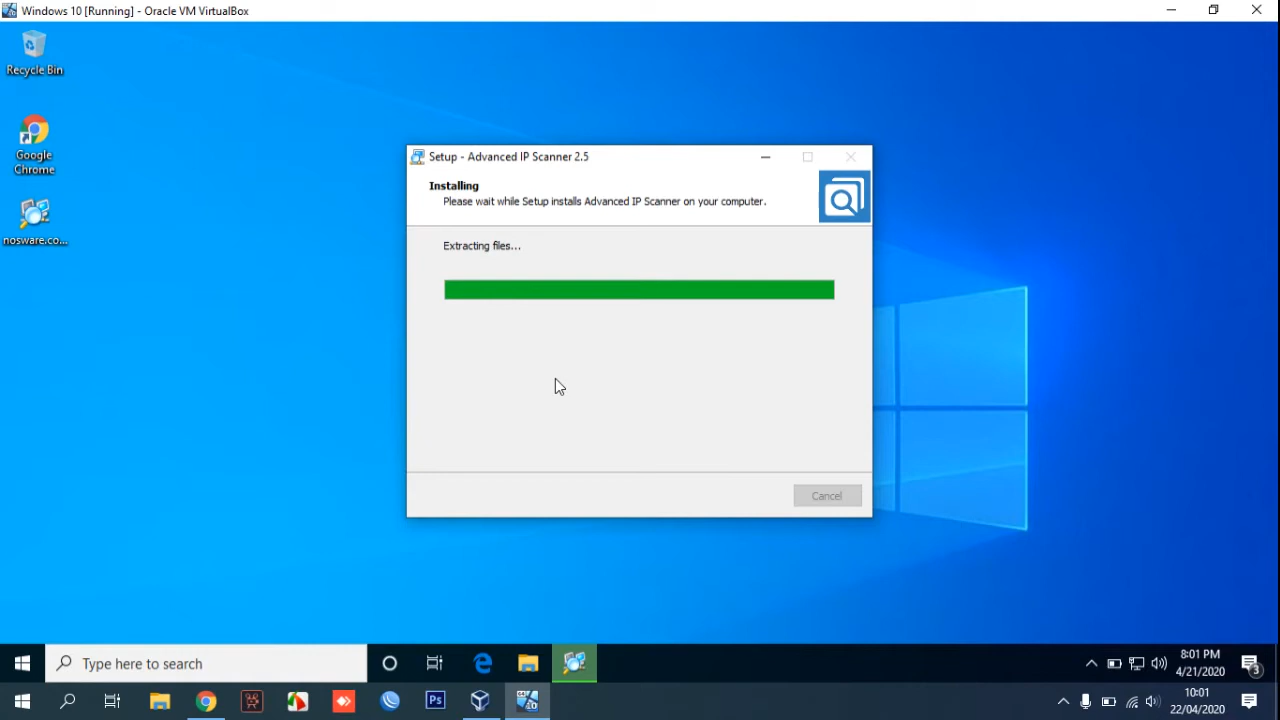 Windows 10 [Running] - Oracle VM VirtualBox
Recycle Bin
Google
Chrome
nosware.co...
Setup - Advanced IP Scanner 2.5
Installing
Please wait while Setup installs Advanced IP Scanner on your computer.
Extracting files...
Cancel
Type here to search
8:01 PM
4/21/2020
3
Ps
10:01
22/04/2020